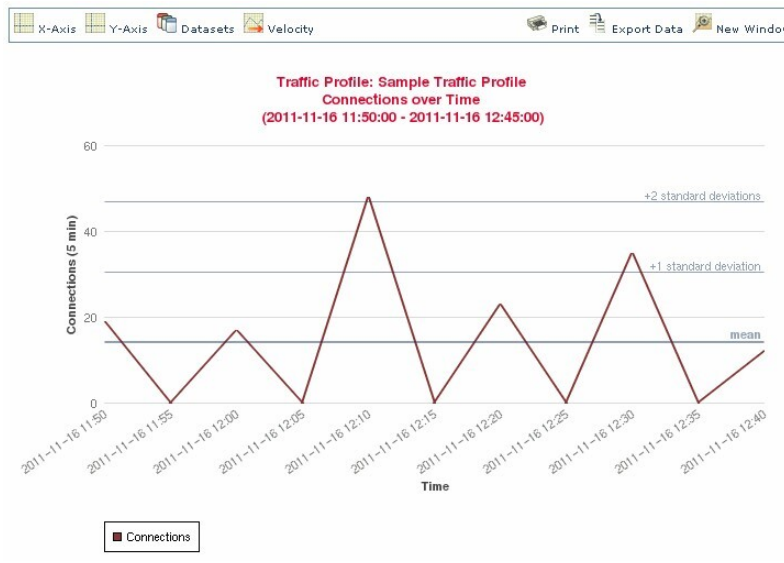 X-Axis Y-Axis Datasets Velocity Print Export Data New Windo
Traffic Profile: Sample Traffic Profile
Connections over Time
(2011-11-16 11:50:00 - 2011-11-16 12:45:00)
60
+2 standard deviations
40
+1 standard deviation
20
mean
0
Connections (5 min)
2011-11-16 11:50
2011-11-16 11:55
2011-11-16 12:00
2011-11-16 12:05
2011-11-16 12:10
2011-11-16 12:15
2011-11-16 12:20
2011-11-16 12:25
2011-11-16 12:30
2011-11-16 12:35
2011-11-16 12:40
Time
Connections